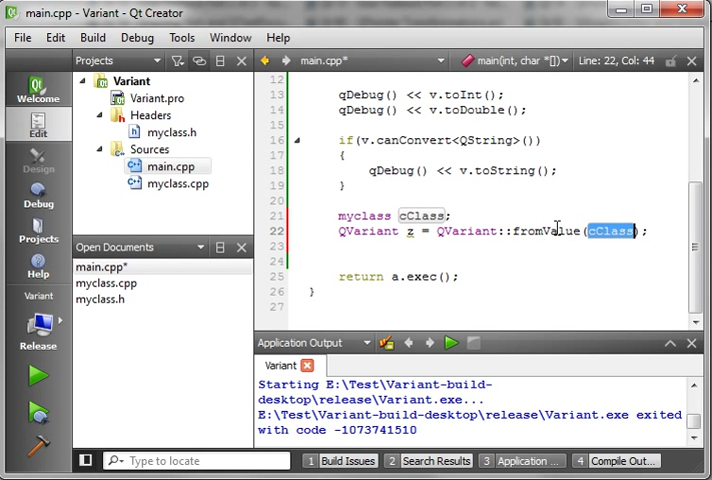 main.cpp - Variant - Qt Creator
File Edit Build Debug Tools Window Help
Projects
main.cpp*
main(int, char *[])
Line: 22, Col: 44
Qt
Welcome
Edit
Design
Debug
Projects
Help
Variant
Release
Variant
Variant.pro
Headers
myclass.h
Sources
main.cpp
myclass.cpp
Open Documents
main.cpp*
myclass.cpp
myclass.h
12
13 qDebug() << v.toInt();
14 qDebug() << v.toDouble();
15
16 if(v.canConvert<QString>())
17 {
18 qDebug() << v.toString();
19 }
20
21 myclass cClass;
22 QVariant z = QVariant::fromValue(cClass);
23
24
25 return a.exec();
26 }
27
Application Output
Variant
Starting E:\Test\Variant-build-
desktop\release\Variant.exe...
E:\Test\Variant-build-desktop\release\Variant.exe exited
with code -1073741510
Type to locate
1 Build Issues
2 Search Results
3 Application ...
4 Compile Out...